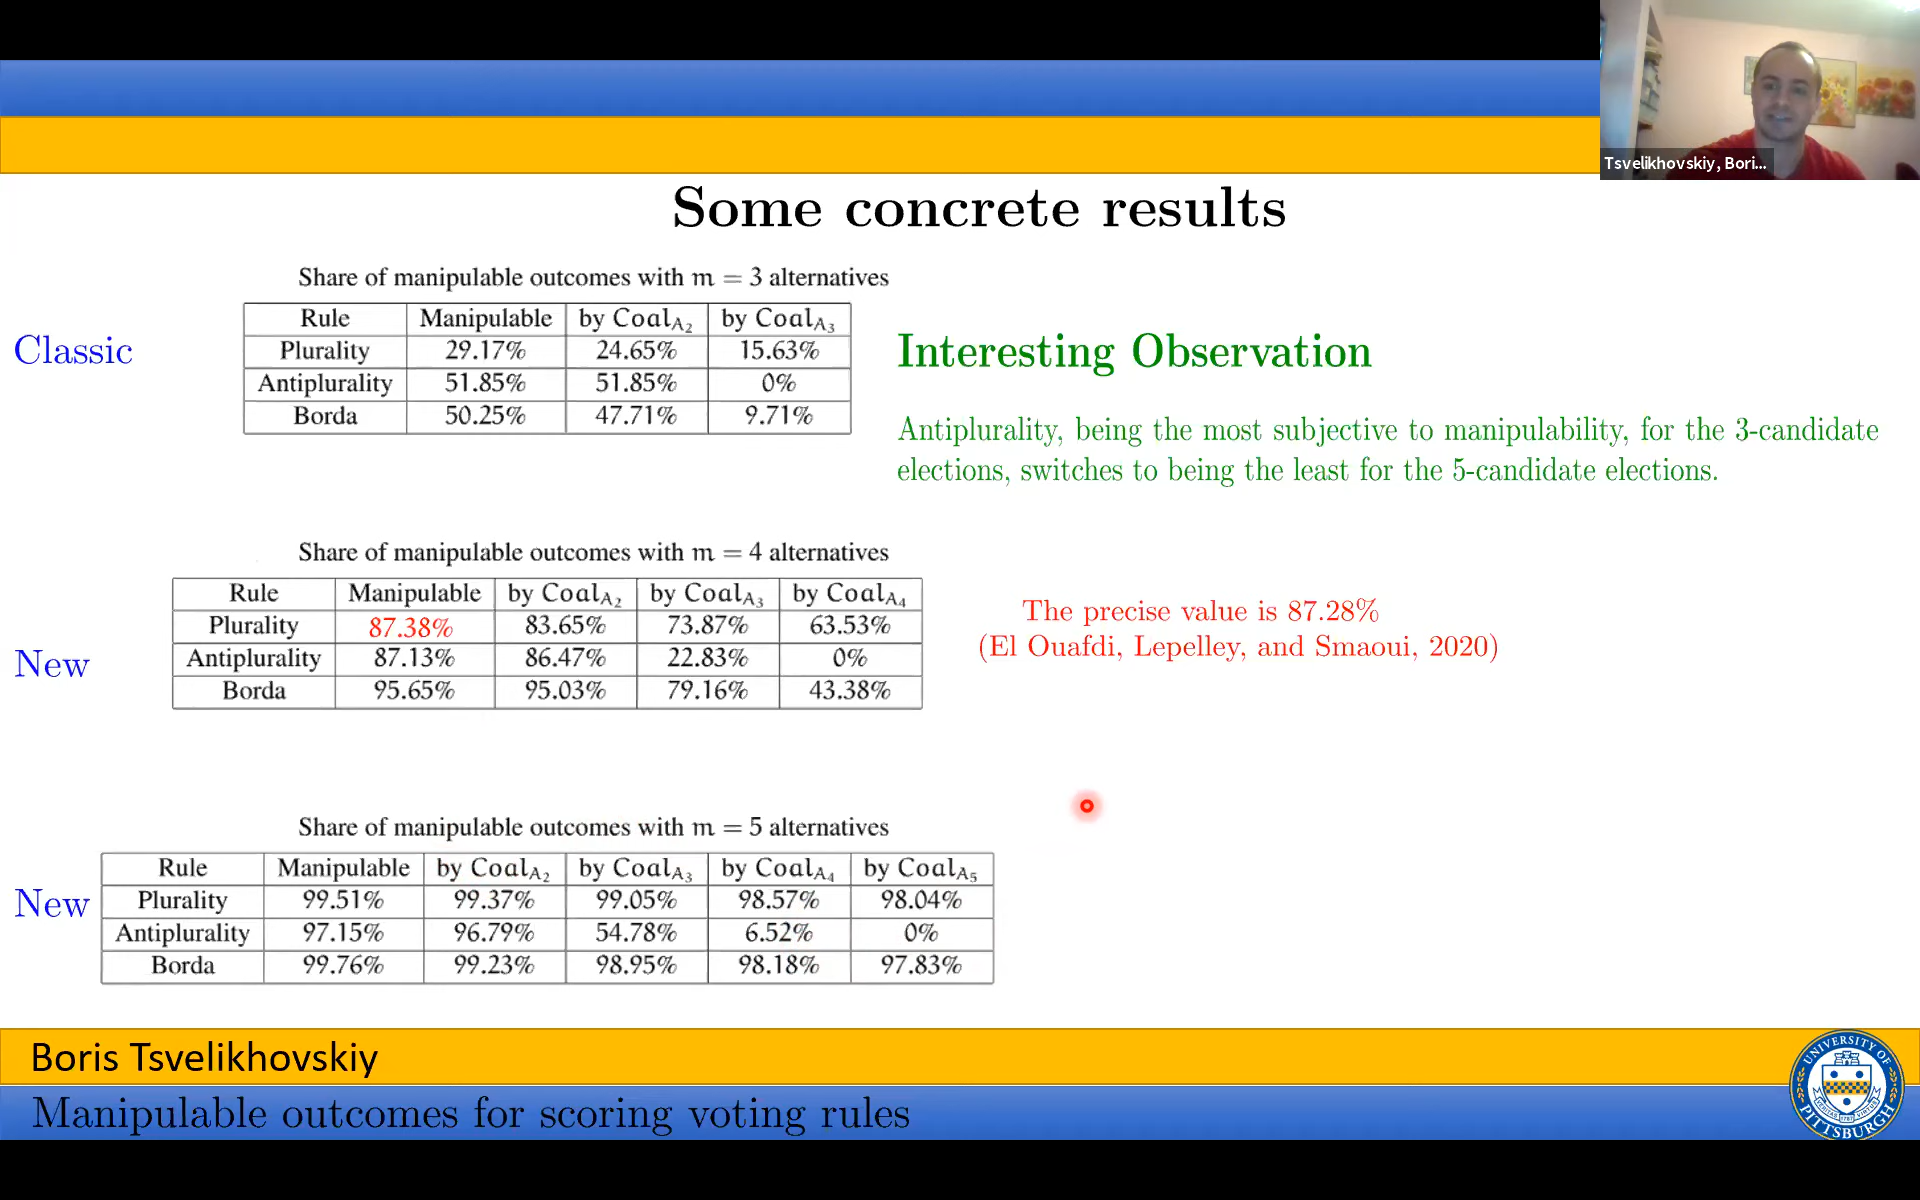 Tsvelikhovskiy, Bori...
Some concrete results
Share of manipulable outcomes with m = 3 alternatives
Classic
Rule Manipulable by Coal_A₂ by Coal_A₃
Plurality 29.17% 24.65% 15.63%
Antiplurality 51.85% 51.85% 0%
Borda 50.25% 47.71% 9.71%
Interesting Observation
Antiplurality, being the most subjective to manipulability, for the 3-candidate
elections, switches to being the least for the 5-candidate elections.
Share of manipulable outcomes with m = 4 alternatives
New
Rule Manipulable by Coal_A₂ by Coal_A₃ by Coal_A₄
Plurality 87.38% 83.65% 73.87% 63.53%
Antiplurality 87.13% 86.47% 22.83% 0%
Borda 95.65% 95.03% 79.16% 43.38%
The precise value is 87.28%
(El Ouafdi, Lepelley, and Smaoui, 2020)
Share of manipulable outcomes with m = 5 alternatives
New
Rule Manipulable by Coal_A₂ by Coal_A₃ by Coal_A₄ by Coal_A₅
Plurality 99.51% 99.37% 99.05% 98.57% 98.04%
Antiplurality 97.15% 96.79% 54.78% 6.52% 0%
Borda 99.76% 99.23% 98.95% 98.18% 97.83%
Boris Tsvelikhovskiy
Manipulable outcomes for scoring voting rules
UNIVERSITY OF
PITTSBURGH